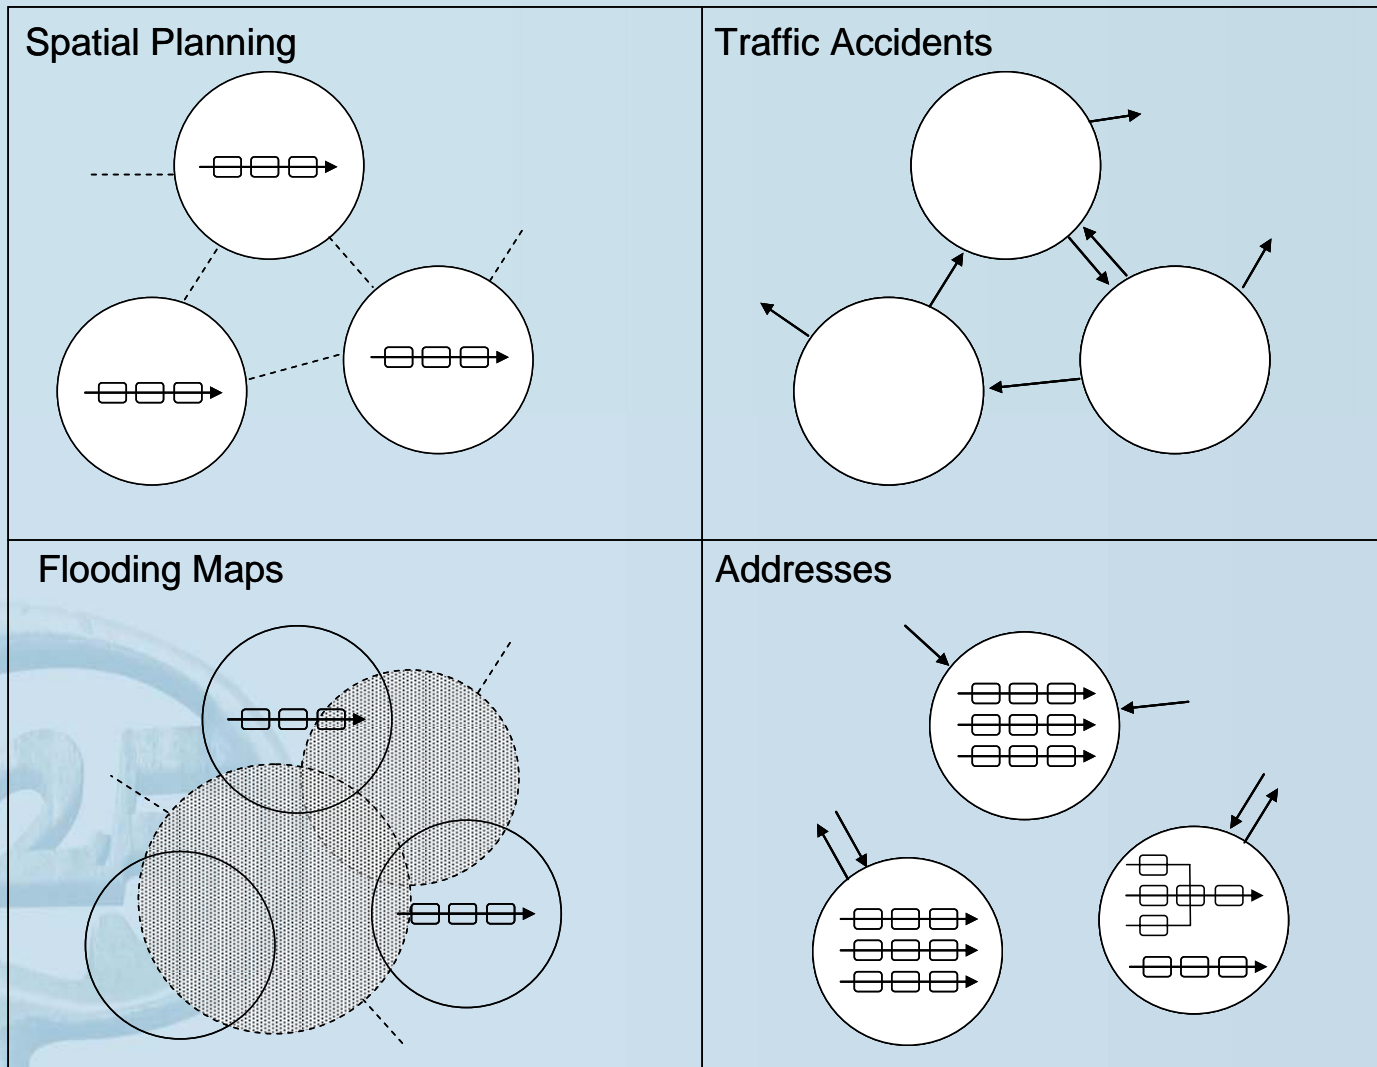 Spatial Planning
Traffic Accidents
Flooding Maps
Addresses